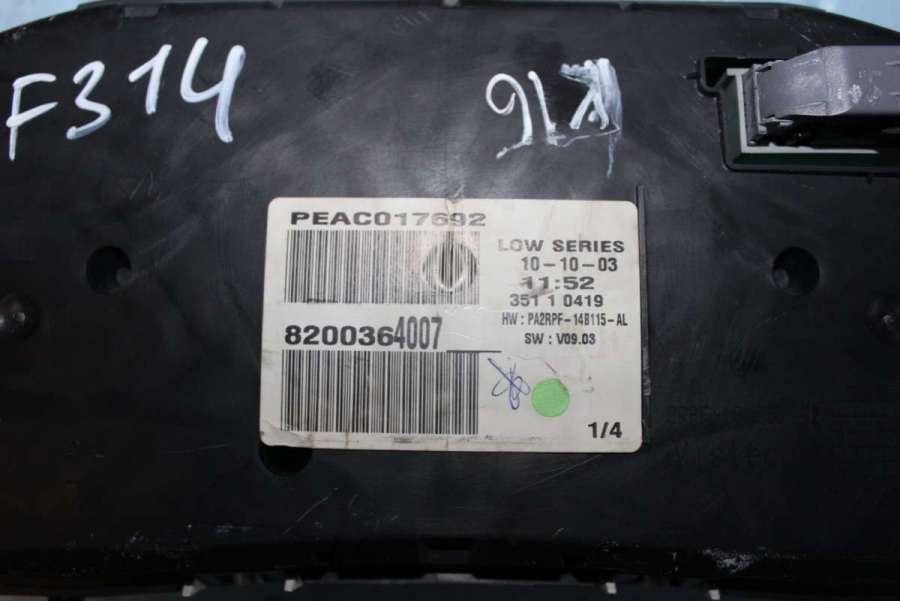 F314
K16
PEAC017692
LOW SERIES
10-10-03
11:52
351 1 0419
HW : PA2RPF-14B115-AL
SW : V09.03
8200364007
1/4